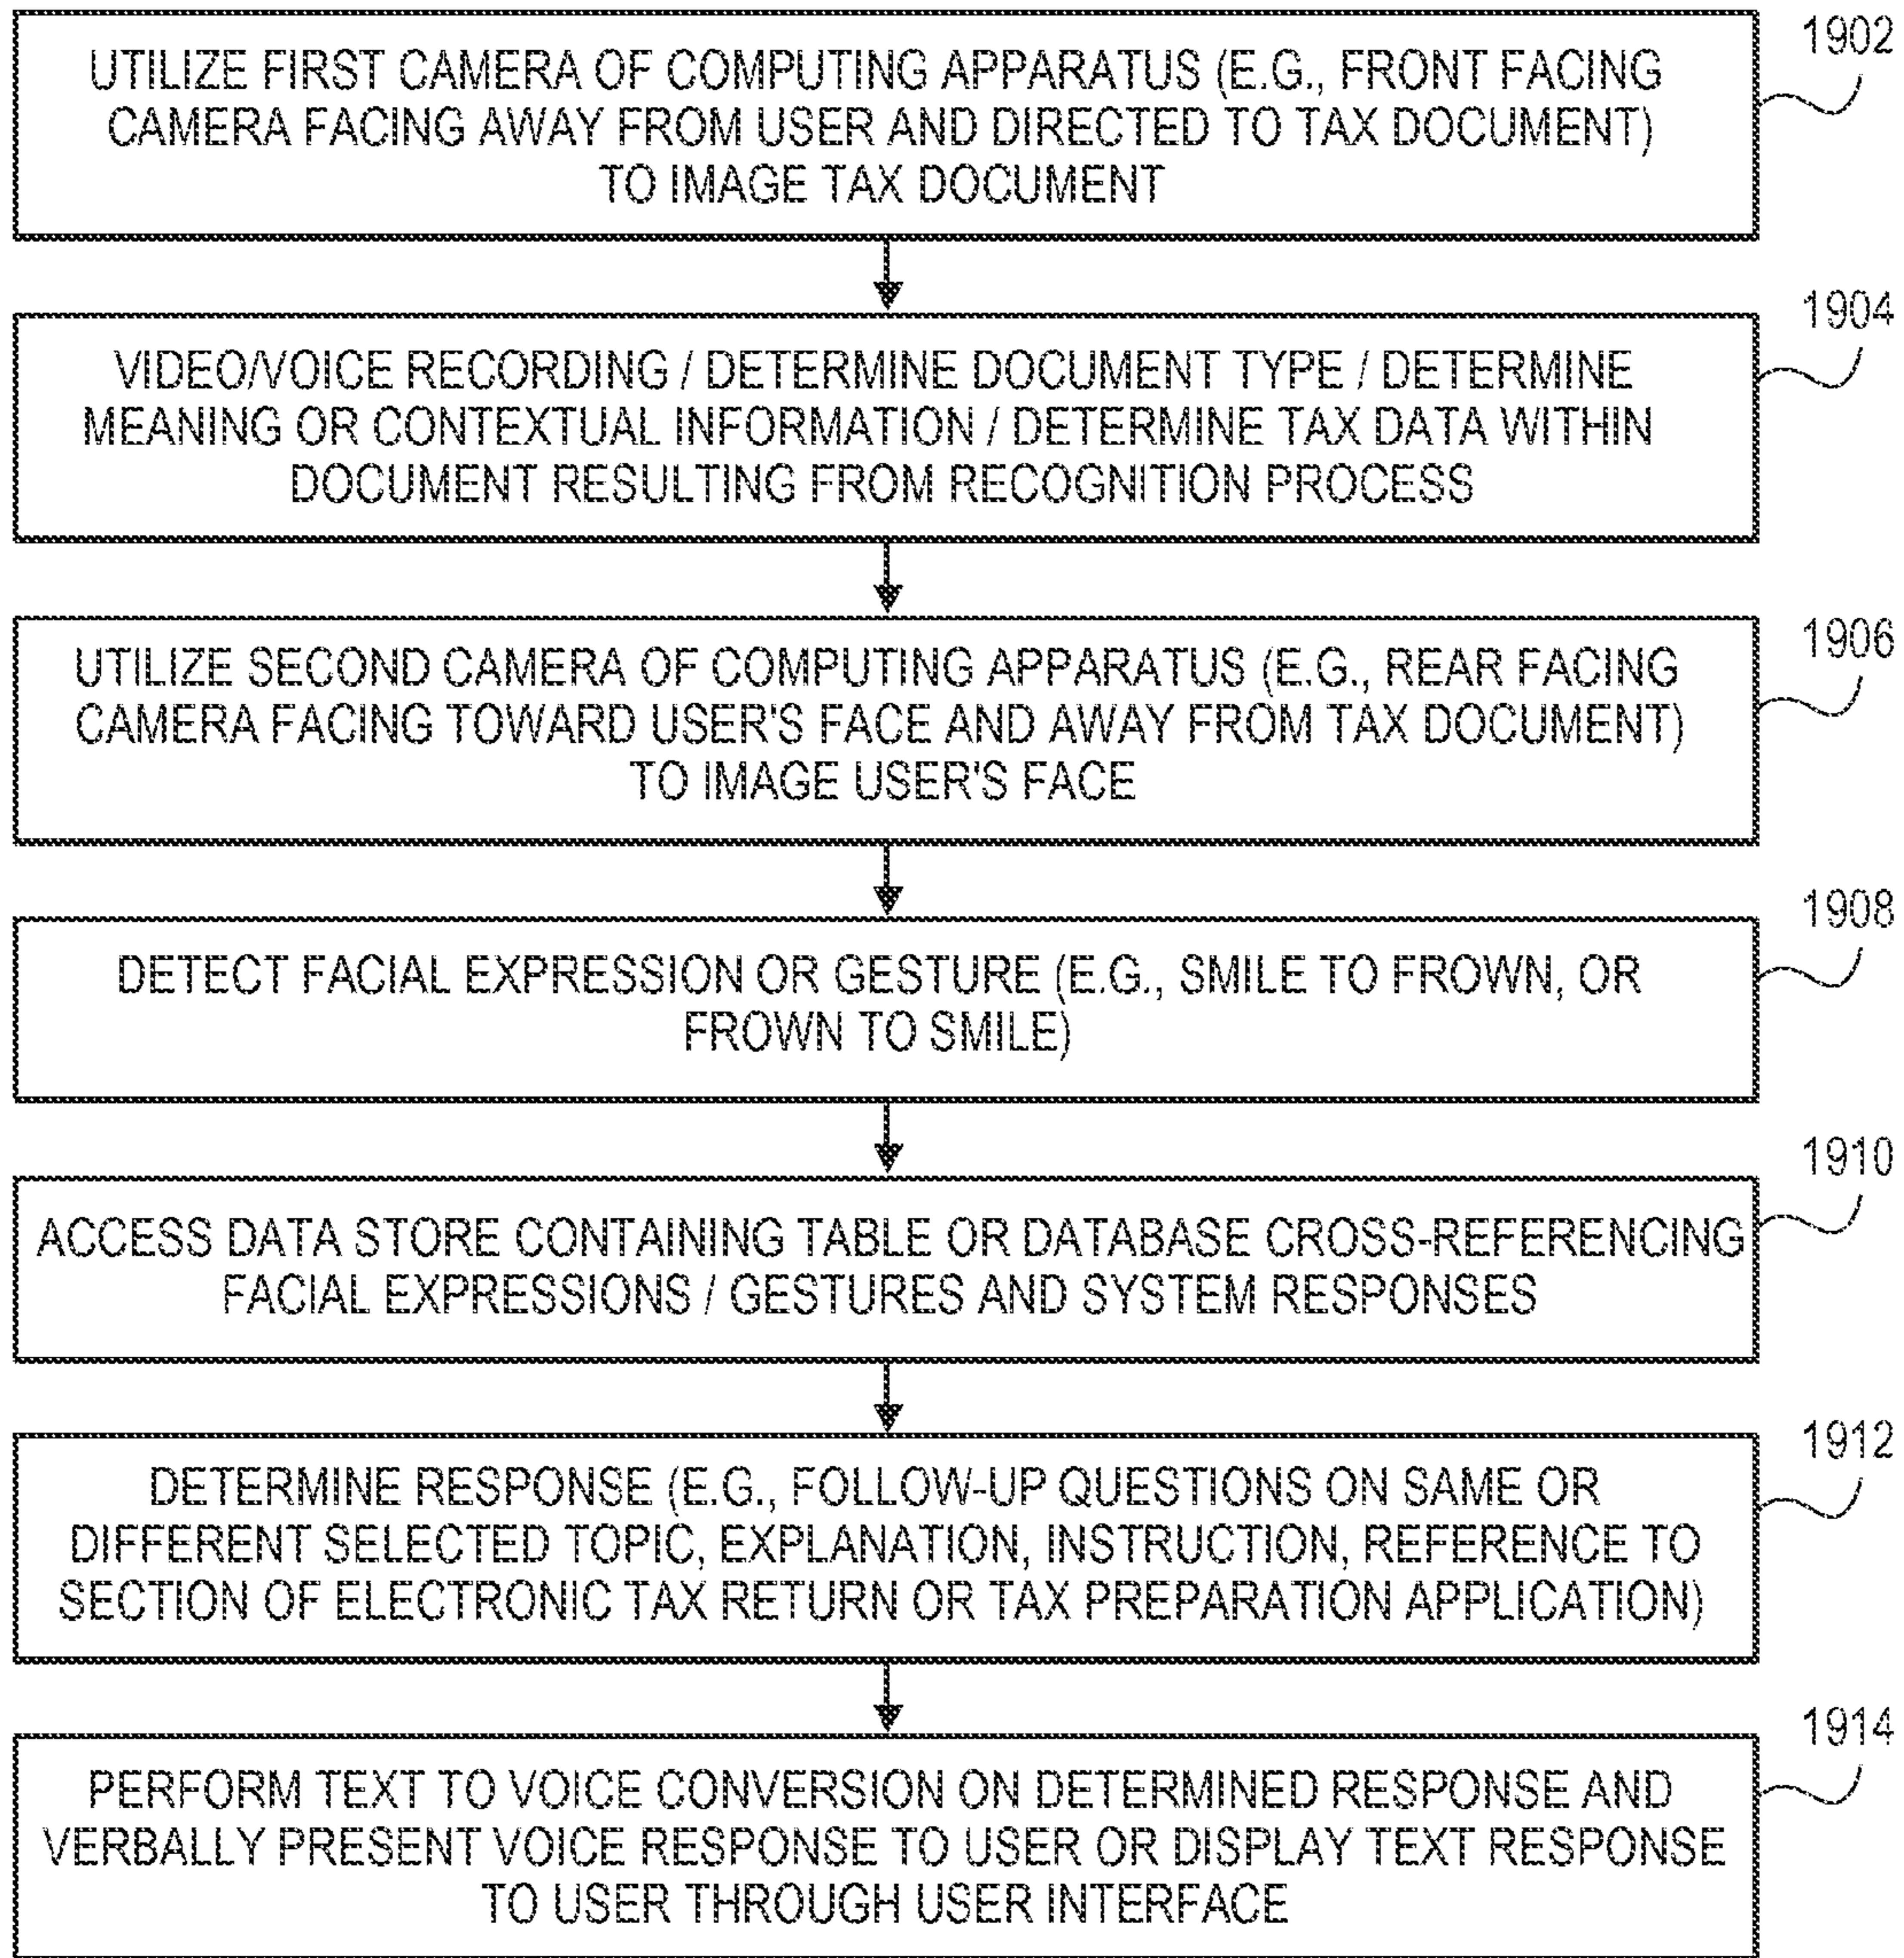 1902
UTILIZE FIRST CAMERA OF COMPUTING APPARATUS (E.G., FRONT FACING
CAMERA FACING AWAY FROM USER AND DIRECTED TO TAX DOCUMENT)
TO IMAGE TAX DOCUMENT
1904
VIDEO/VOICE RECORDING / DETERMINE DOCUMENT TYPE / DETERMINE
MEANING OR CONTEXTUAL INFORMATION / DETERMINE TAX DATA WITHIN
DOCUMENT RESULTING FROM RECOGNITION PROCESS
1906
UTILIZE SECOND CAMERA OF COMPUTING APPARATUS (E.G., REAR FACING
CAMERA FACING TOWARD USER'S FACE AND AWAY FROM TAX DOCUMENT)
TO IMAGE USER'S FACE
1908
DETECT FACIAL EXPRESSION OR GESTURE (E.G., SMILE TO FROWN, OR
FROWN TO SMILE)
1910
ACCESS DATA STORE CONTAINING TABLE OR DATABASE CROSS-REFERENCING
FACIAL EXPRESSIONS / GESTURES AND SYSTEM RESPONSES
1912
DETERMINE RESPONSE (E.G., FOLLOW-UP QUESTIONS ON SAME OR
DIFFERENT SELECTED TOPIC, EXPLANATION, INSTRUCTION, REFERENCE TO
SECTION OF ELECTRONIC TAX RETURN OR TAX PREPARATION APPLICATION)
1914
PERFORM TEXT TO VOICE CONVERSION ON DETERMINED RESPONSE AND
VERBALLY PRESENT VOICE RESPONSE TO USER OR DISPLAY TEXT RESPONSE
TO USER THROUGH USER INTERFACE